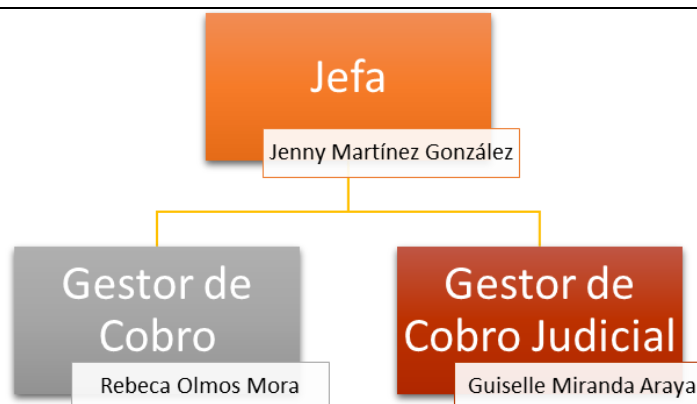 Jefa
Jenny Martínez González
Gestor de
Cobro
Rebeca Olmos Mora
Gestor de
Cobro Judicial
Guiselle Miranda Araya